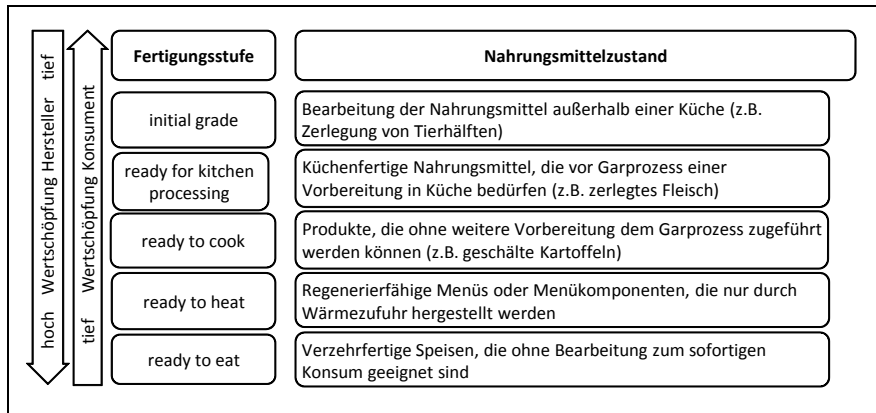 tief Wertschöpfung Hersteller hoch
Wertschöpfung Konsument tief
Fertigungsstufe
Nahrungsmittelzustand
initial grade
Bearbeitung der Nahrungsmittel außerhalb einer Küche (z.B.
Zerlegung von Tierhälften)
ready for kitchen
processing
Küchenfertige Nahrungsmittel, die vor Garprozess einer
Vorbereitung in Küche bedürfen (z.B. zerlegtes Fleisch)
ready to cook
Produkte, die ohne weitere Vorbereitung dem Garprozess zugeführt
werden können (z.B. geschälte Kartoffeln)
ready to heat
Regenerierfähige Menüs oder Menükomponenten, die nur durch
Wärmezufuhr hergestellt werden
ready to eat
Verzehrfertige Speisen, die ohne Bearbeitung zum sofortigen
Konsum geeignet sind